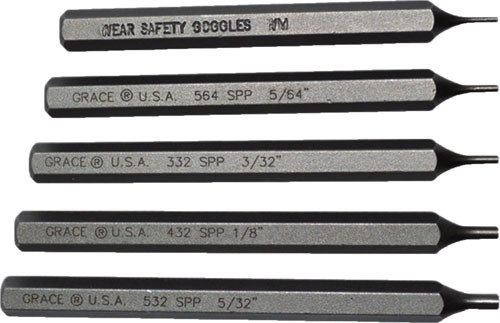 WEAR SAFETY GOGGLES WM
GRACE ® U.S.A. 564 SPP 5/64"
GRACE ® U.S.A. 332 SPP 3/32"
GRACE ® U.S.A. 432 SPP 1/8"
GRACE ® U.S.A. 532 SPP 5/32"